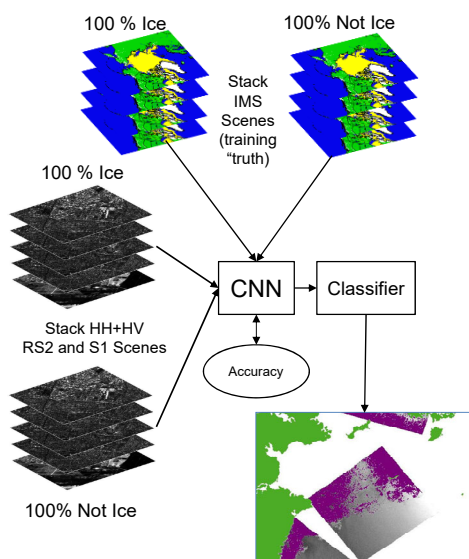 100 % Ice
100% Not Ice
Stack
IMS
Scenes
(training
“truth)
100 % Ice
CNN
Classifier
Stack HH+HV
RS2 and S1 Scenes
Accuracy
100% Not Ice